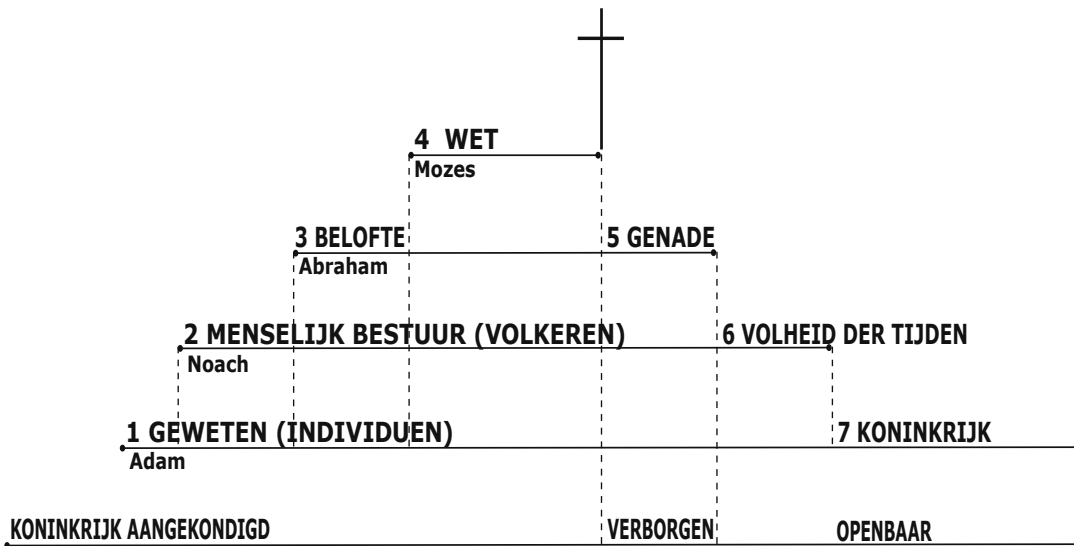 4 WET
Mozes
3 BELOFTE 5 GENADE
Abraham
2 MENSELIJK BESTUUR (VOLKEREN) 6 VOLHEID DER TIJDEN
Noach
1 GEWETEN (INDIVIDUEN) 7 KONINKRIJK
Adam
KONINKRIJK AANGEKONDIGD VERBORGEN OPENBAAR